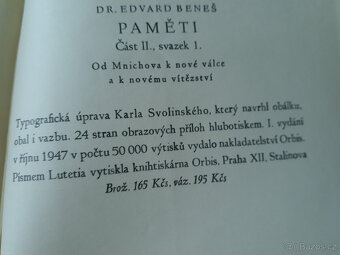 DR. EDVARD BENEŠ
PAMĚTI
Část II., svazek 1.
Od Mnichova k nové válce
a k novému vítězství
Typografická úprava Karla Svolinského, který navrhl obálku,
obal i vazbu. 24 stran obrazových příloh hlubotiskem. I. vydání
v říjnu 1947 v počtu 50 000 výtisků vydalo nakladatelství Orbis.
Písmem Lutetia vytiskla knihtiskárna Orbis, Praha XII, Stalinova
Brož. 165 Kčs, váz. 195 Kčs